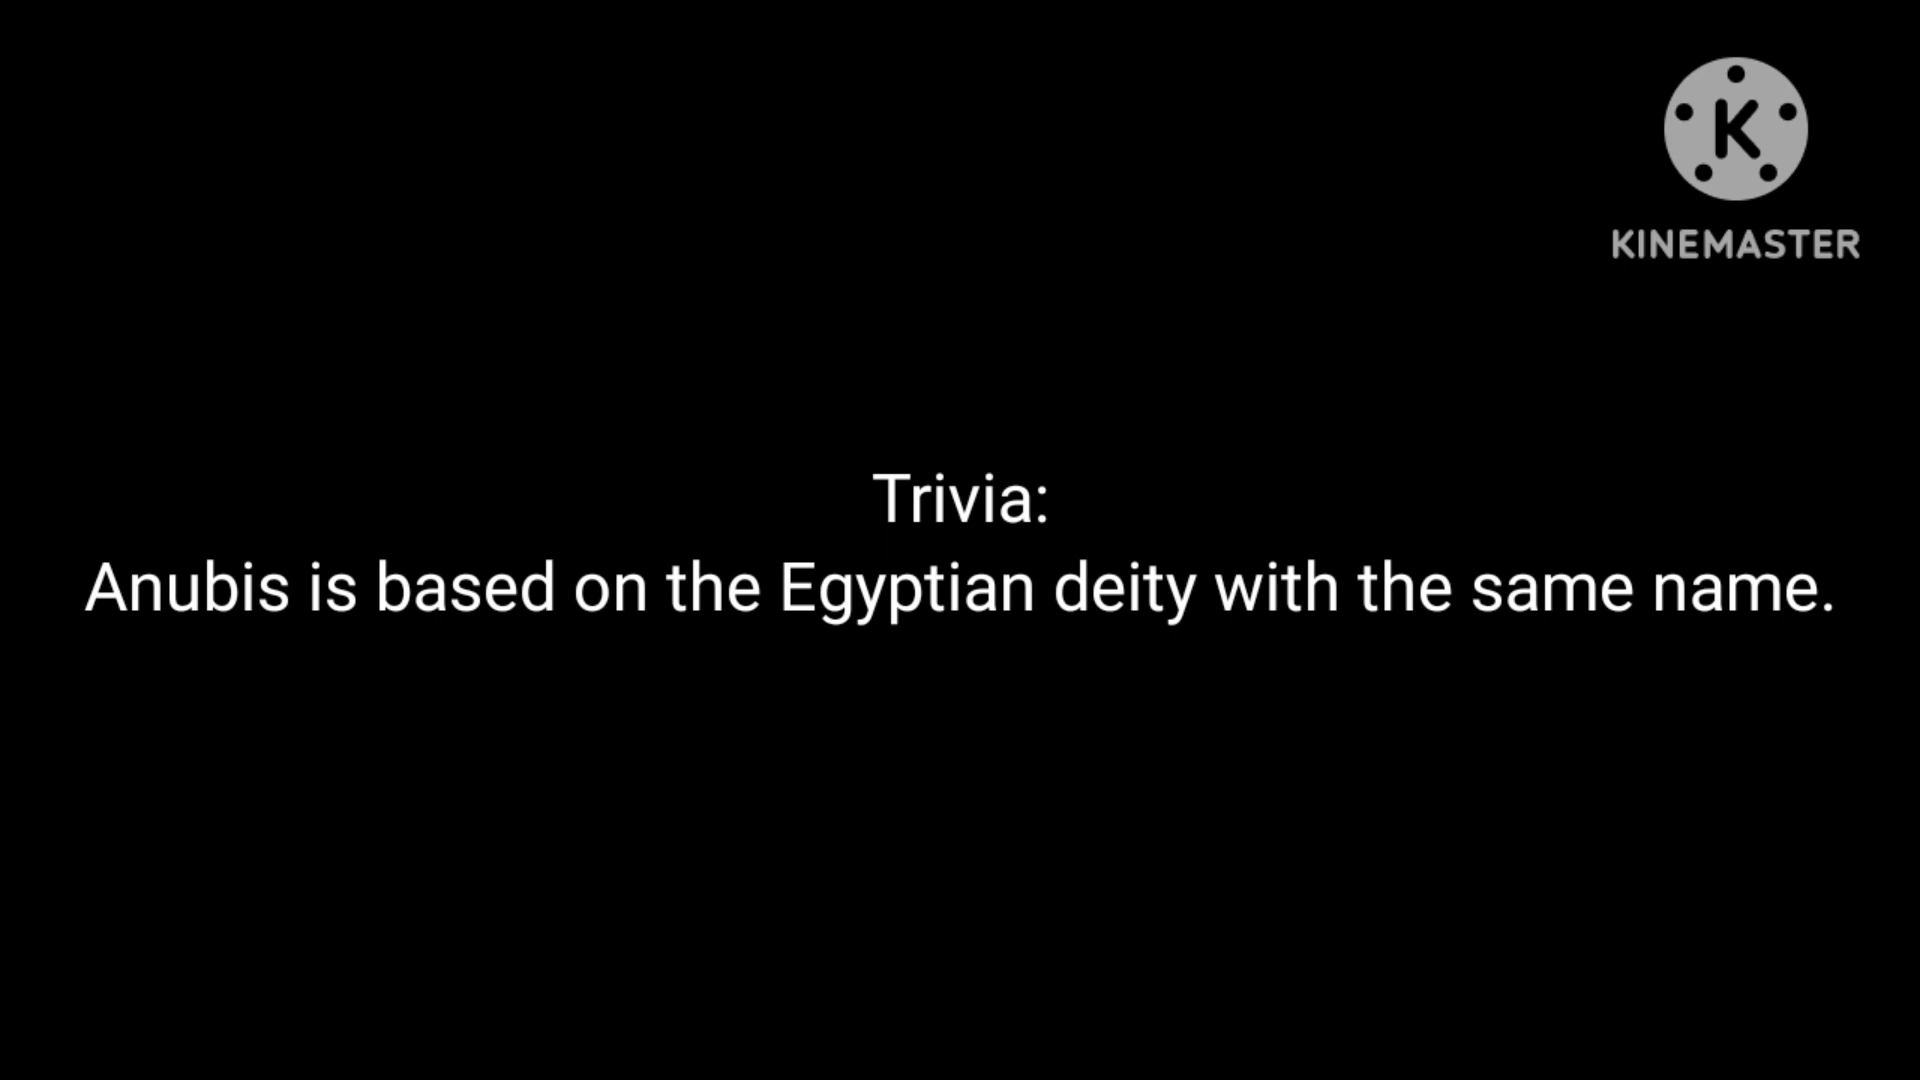 K
KINEMASTER
Trivia:
Anubis is based on the Egyptian deity with the same name.